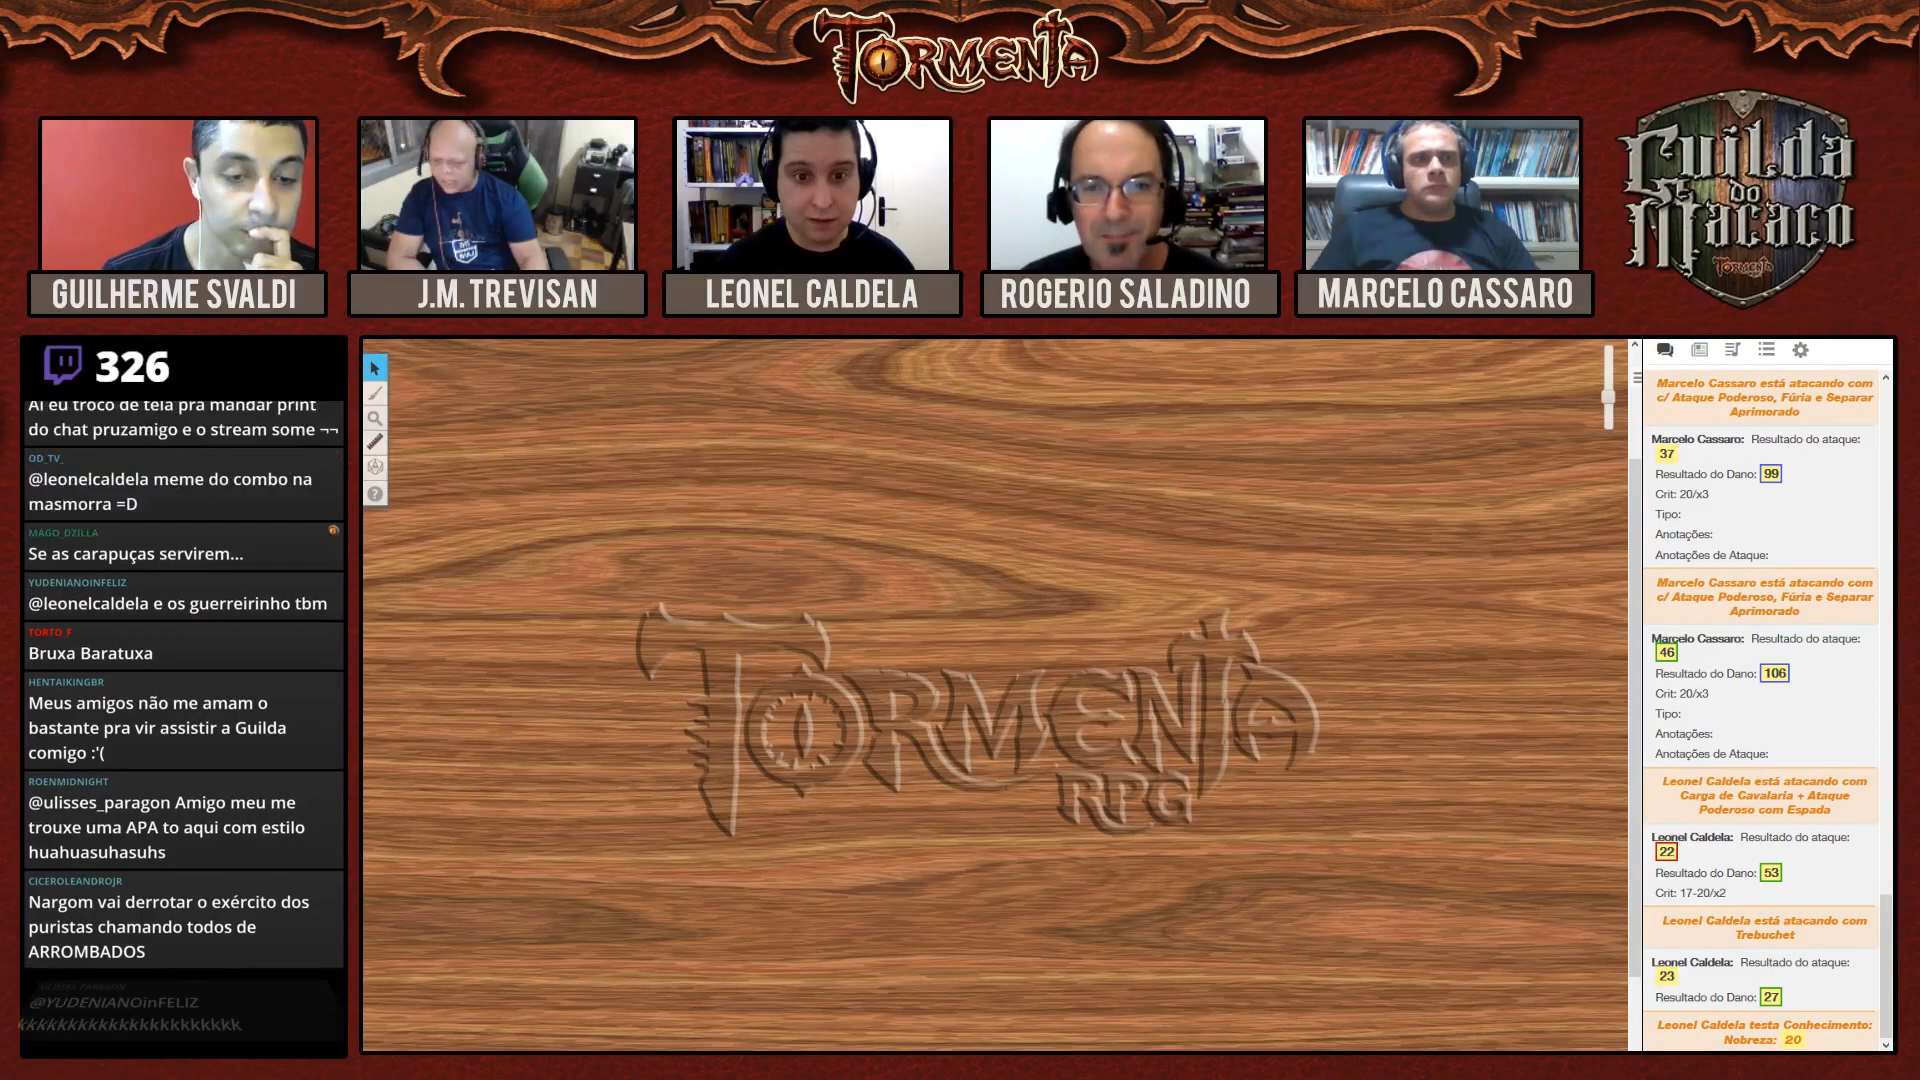 TORMENTA
Guilda
do
Macaco
TORMENTA
GUILHERME SVALDI
J.M. TREVISAN
LEONEL CALDELA
ROGERIO SALADINO
MARCELO CASSARO
326
Aí eu troco de tela pra mandar print
do chat pruzamigo e o stream some ¬¬
OD_TV_
@leonelcaldela meme do combo na
masmorra =D
MAGO_DZILLA
Se as carapuças servirem...
YUDENIANOINFELIZ
@leonelcaldela e os guerreirinho tbm
TORTO_F
Bruxa Baratuxa
HENTAIKINGBR
Meus amigos não me amam o
bastante pra vir assistir a Guilda
comigo :'(
ROENMIDNIGHT
@ulisses_paragon Amigo meu me
trouxe uma APA to aqui com estilo
huahuasuhasuhs
CICEROLEANDROJR
Nargom vai derrotar o exército dos
puristas chamando todos de
ARROMBADOS
ULISSES_PARAGON
@YUDENIANOinFELIZ
kkkkkkkkkkkkkkkkkkkkkk
TORMENTA
RPG
Marcelo Cassaro está atacando com
c/ Ataque Poderoso, Fúria e Separar
Aprimorado
Marcelo Cassaro: Resultado do ataque:
37
Resultado do Dano: 99
Crit: 20/x3
Tipo:
Anotações:
Anotações de Ataque:
Marcelo Cassaro está atacando com
c/ Ataque Poderoso, Fúria e Separar
Aprimorado
Marcelo Cassaro: Resultado do ataque:
46
Resultado do Dano: 106
Crit: 20/x3
Tipo:
Anotações:
Anotações de Ataque:
Leonel Caldela está atacando com
Carga de Cavalaria + Ataque
Poderoso com Espada
Leonel Caldela: Resultado do ataque:
22
Resultado do Dano: 53
Crit: 17-20/x2
Leonel Caldela está atacando com
Trebuchet
Leonel Caldela: Resultado do ataque:
23
Resultado do Dano: 27
Leonel Caldela testa Conhecimento:
Nobreza: 20